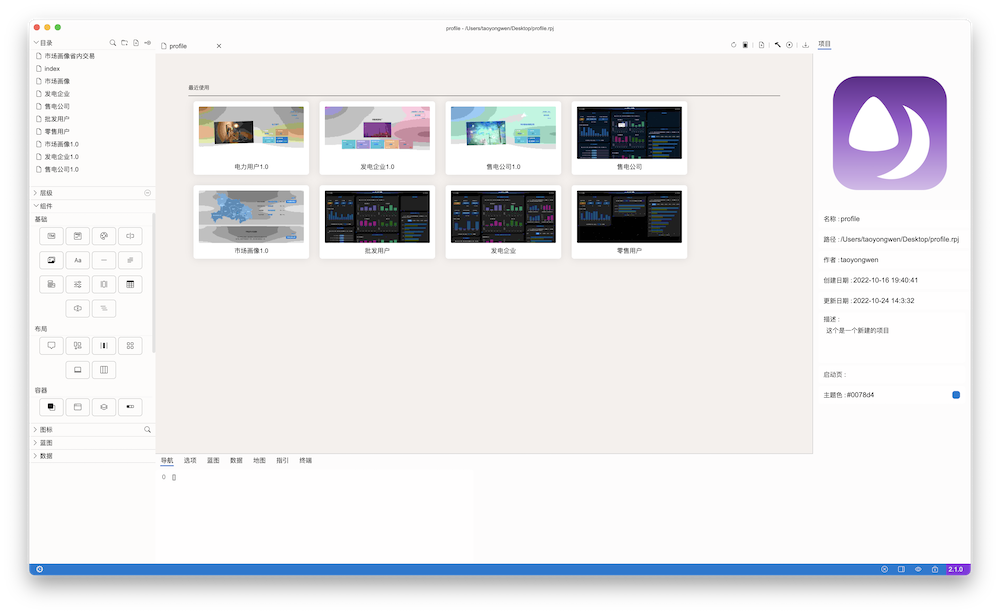 profile - /Users/taoyongwen/Desktop/profile.rpj
目录
市场画像省内交易
index
市场画像
发电企业
售电公司
批发用户
零售用户
市场画像1.0
发电企业1.0
售电公司1.0
层级
组件
基础
Aa
布局
容器
图标
蓝图
数据
profile
最近使用
电力用户1.0
发电企业1.0
售电公司1.0
售电公司
市场画像1.0
批发用户
发电企业
零售用户
导航
选项
蓝图
数据
地图
指引
终端
0 []
项目
名称 : profile
路径 : /Users/taoyongwen/Desktop/profile.rpj
作者 : taoyongwen
创建日期 : 2022-10-16 19:40:41
更新日期 : 2022-10-24 14:3:32
描述 :
这个是一个新建的项目
启动页 :
主题色 : #0078d4
2.1.0